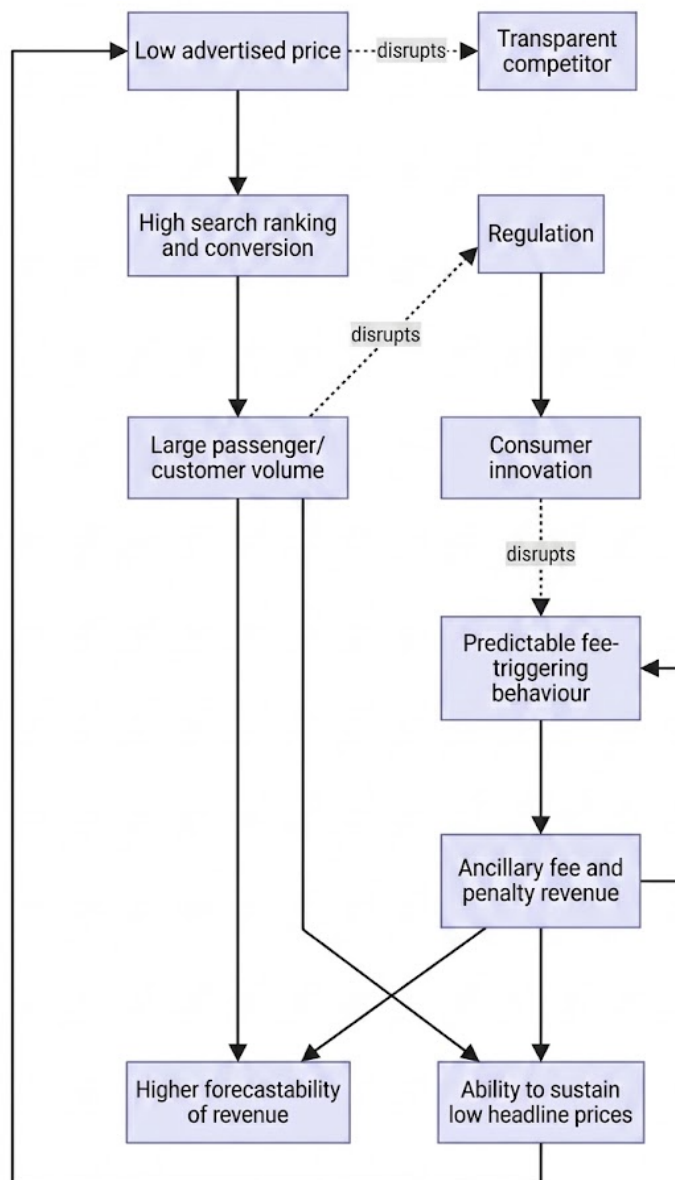 Low advertised price
disrupts
Transparent
competitor
High search ranking
and conversion
Regulation
disrupts
Large passenger/
customer volume
Consumer
innovation
disrupts
Predictable fee-
triggering
behaviour
Ancillary fee and
penalty revenue
Higher forecastability
of revenue
Ability to sustain
low headline prices